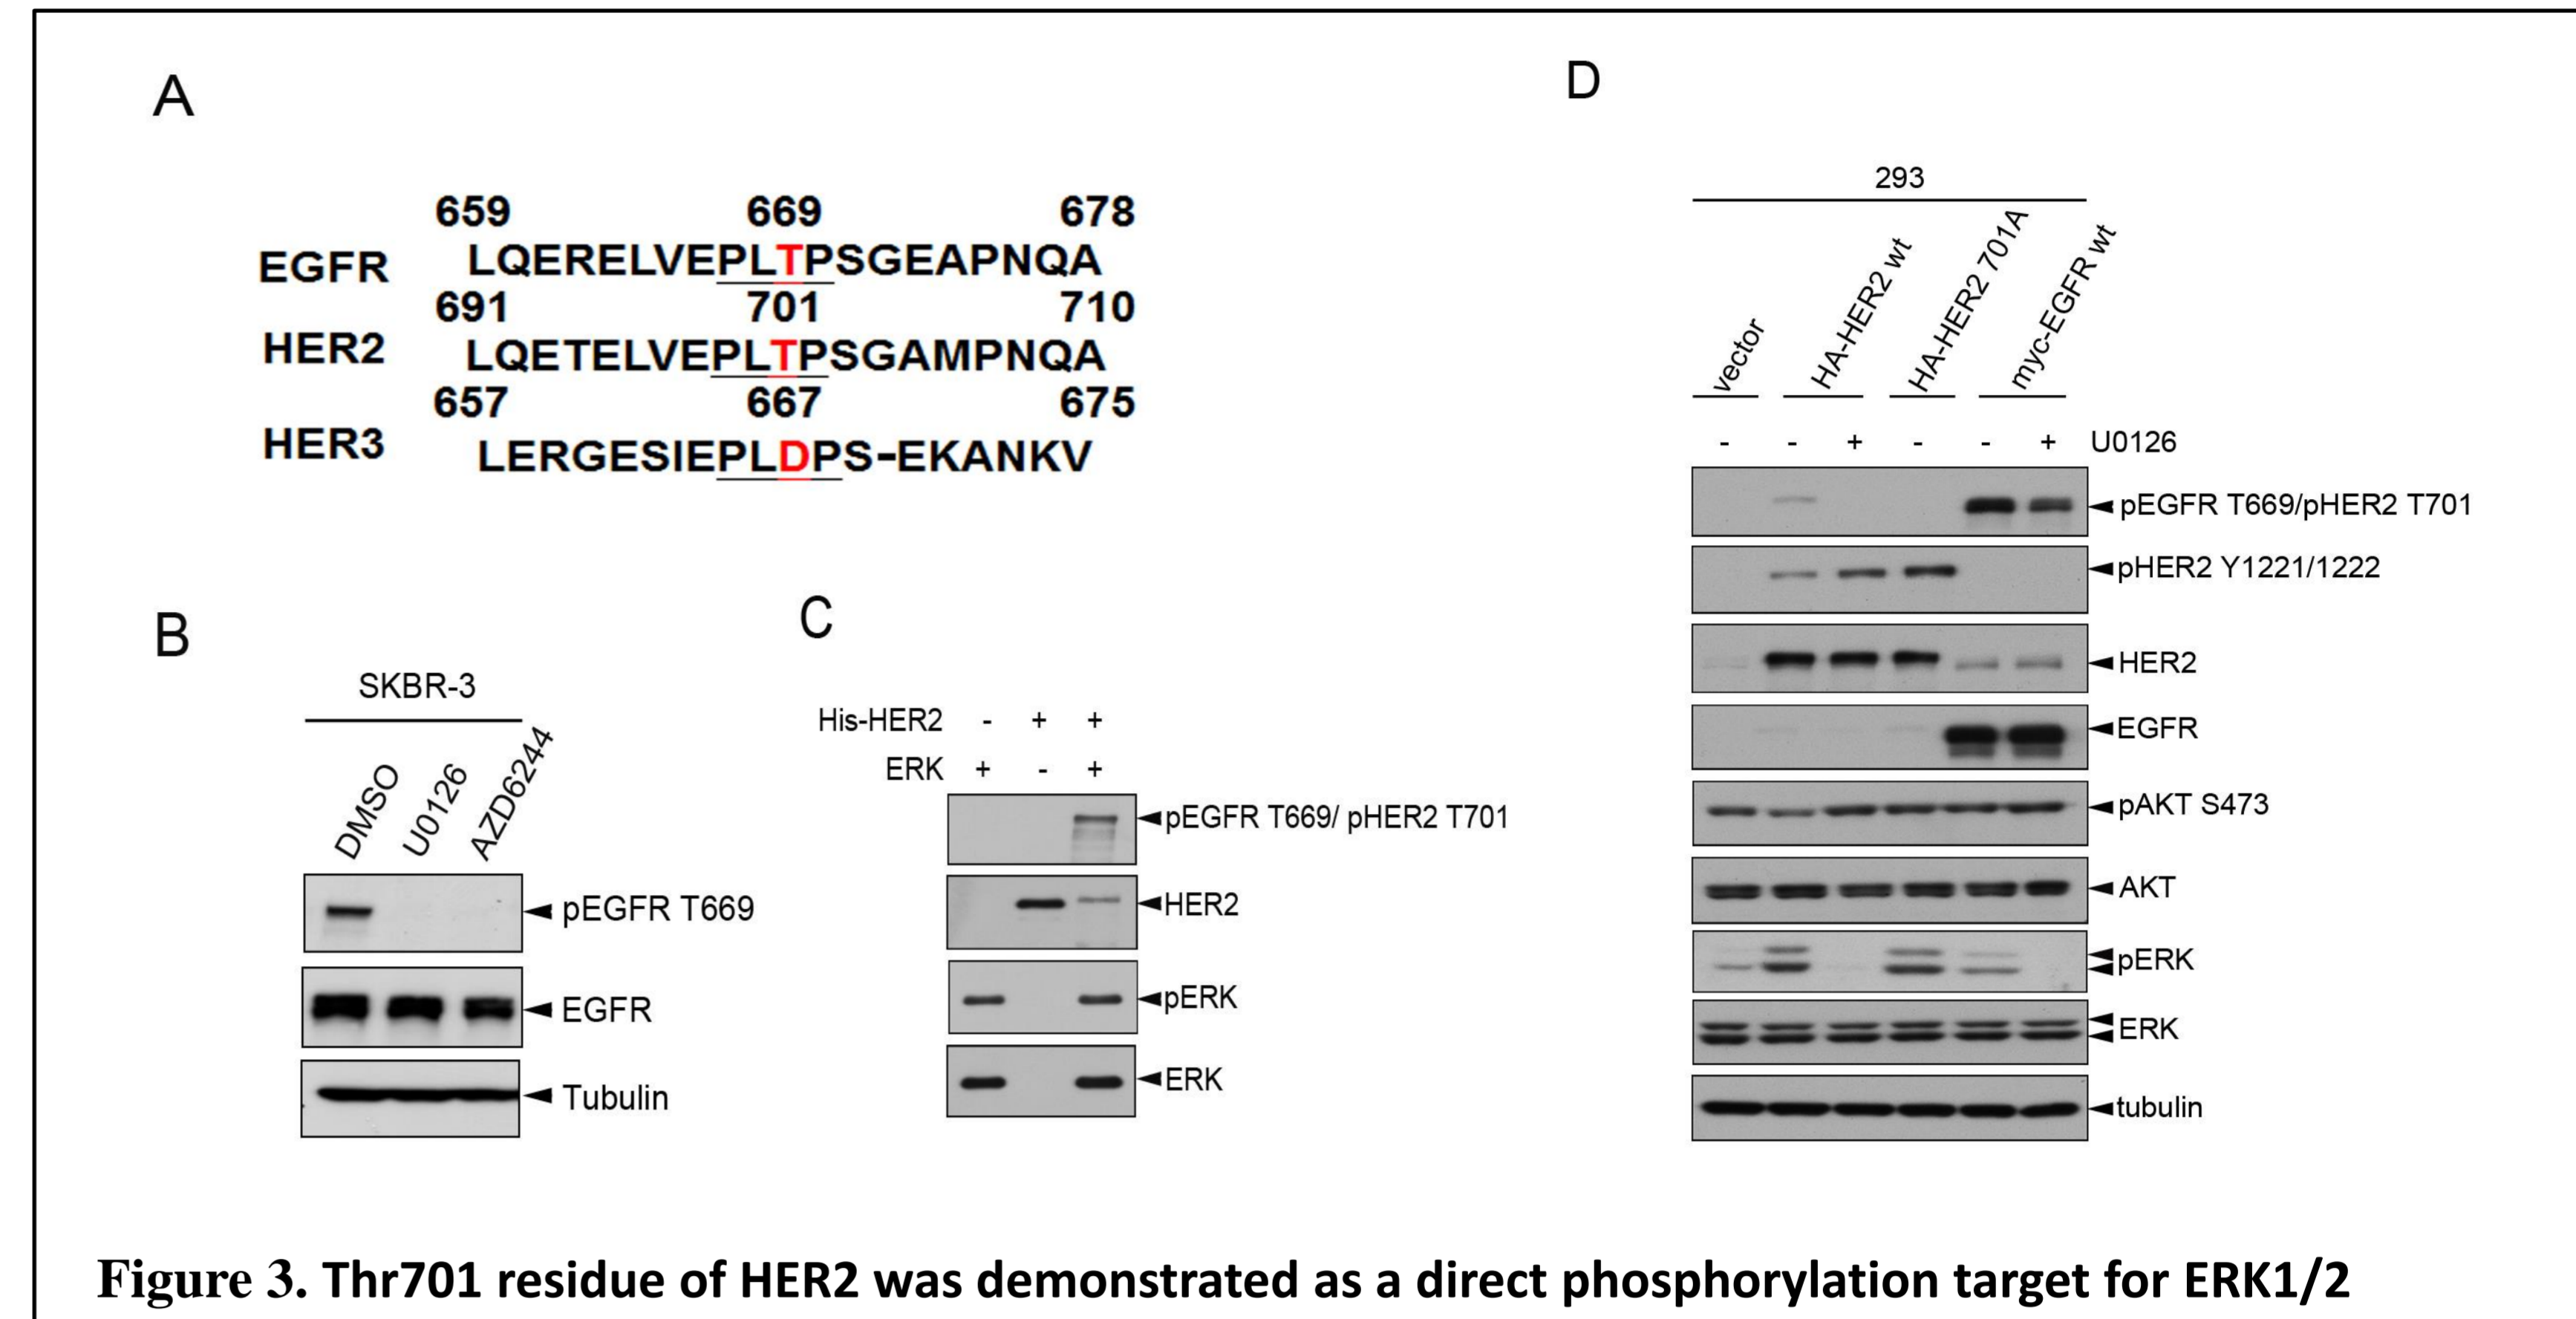 A
659 669 678
EGFR LQERELVEPLTPSGEAPNQA
691 701 710
HER2 LQETELVEPLTPSGAMPNQA
657 667 675
HER3 LERGESIEPLDPS-EKANKV
B
SKBR-3
DMSO U0126 AZD6244
pEGFR T669
EGFR
Tubulin
C
His-HER2 - + +
ERK + - +
pEGFR T669/ pHER2 T701
HER2
pERK
ERK
D
293
vector HA-HER2 wt HA-HER2 701A myc-EGFR wt
- - + - - + U0126
pEGFR T669/pHER2 T701
pHER2 Y1221/1222
HER2
EGFR
pAKT S473
AKT
pERK
ERK
tubulin
Figure 3. Thr701 residue of HER2 was demonstrated as a direct phosphorylation target for ERK1/2